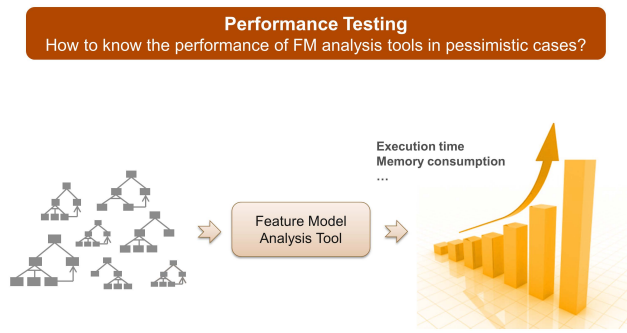 Performance Testing
How to know the performance of FM analysis tools in pessimistic cases?
Execution time
Memory consumption
…
Feature Model
Analysis Tool